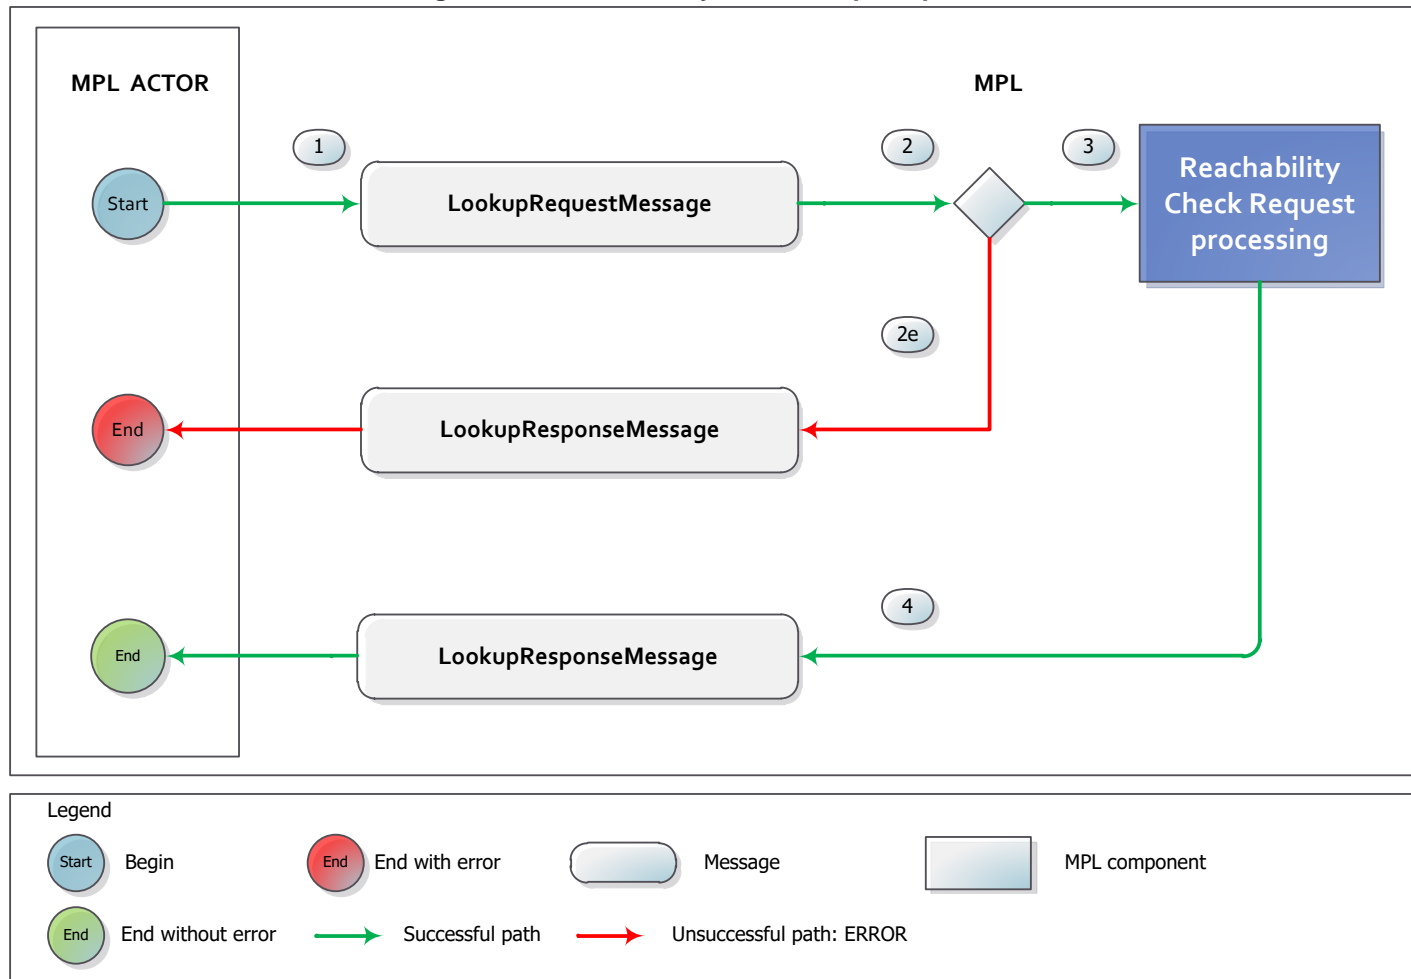 MPL ACTOR
MPL
1
2
3
Start
LookupRequestMessage
Reachability
Check Request
processing
2e
End
LookupResponseMessage
4
End
LookupResponseMessage
Legend
Start
Begin
End
End with error
Message
MPL component
End
End without error
Successful path
Unsuccessful path: ERROR